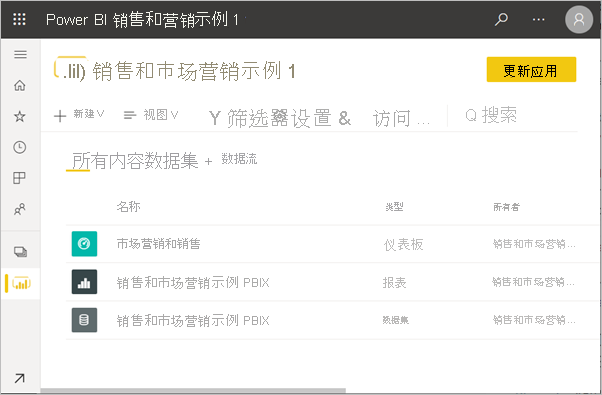 Power BI 销售和营销示例 1
.lil) 销售和市场营销示例 1
更新应用
新建 视图 Y 筛选器设置 & 访问 ... Q 搜索
所有内容数据集 + 数据流
名称 类型 所有者
市场营销和销售 仪表板 销售和市场营销...
销售和市场营销示例 PBIX 报表 销售和市场营销...
销售和市场营销示例 PBIX 数据集 销售和市场营销...